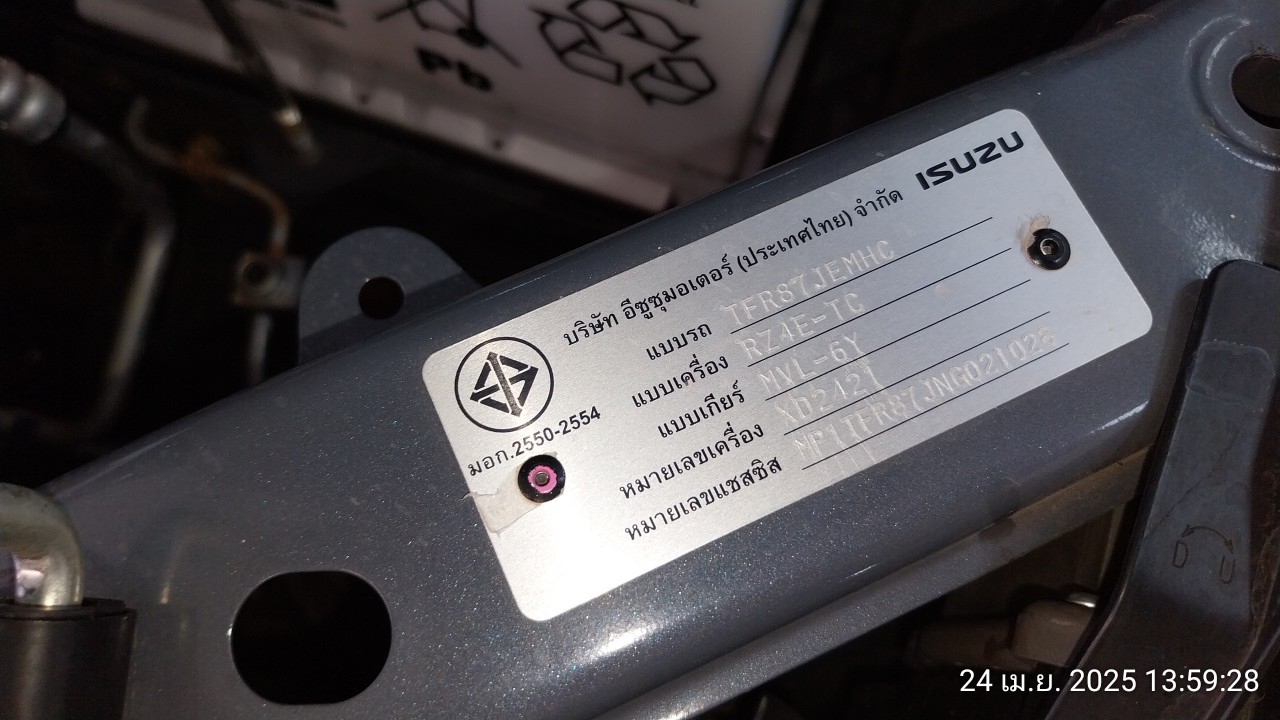 Pb
ISUZU
บริษัท อีซูซุมอเตอร์ (ประเทศไทย) จำกัด
แบบรถ TFR87JEMHC
แบบเครื่อง RZ4E-TC
แบบเกียร์ MVL-6Y
หมายเลขเครื่อง XD2421
หมายเลขแชสซิส MP1TFR87JNG021028
มอก.2550-2554
D U
24 เม.ย. 2025 13:59:28